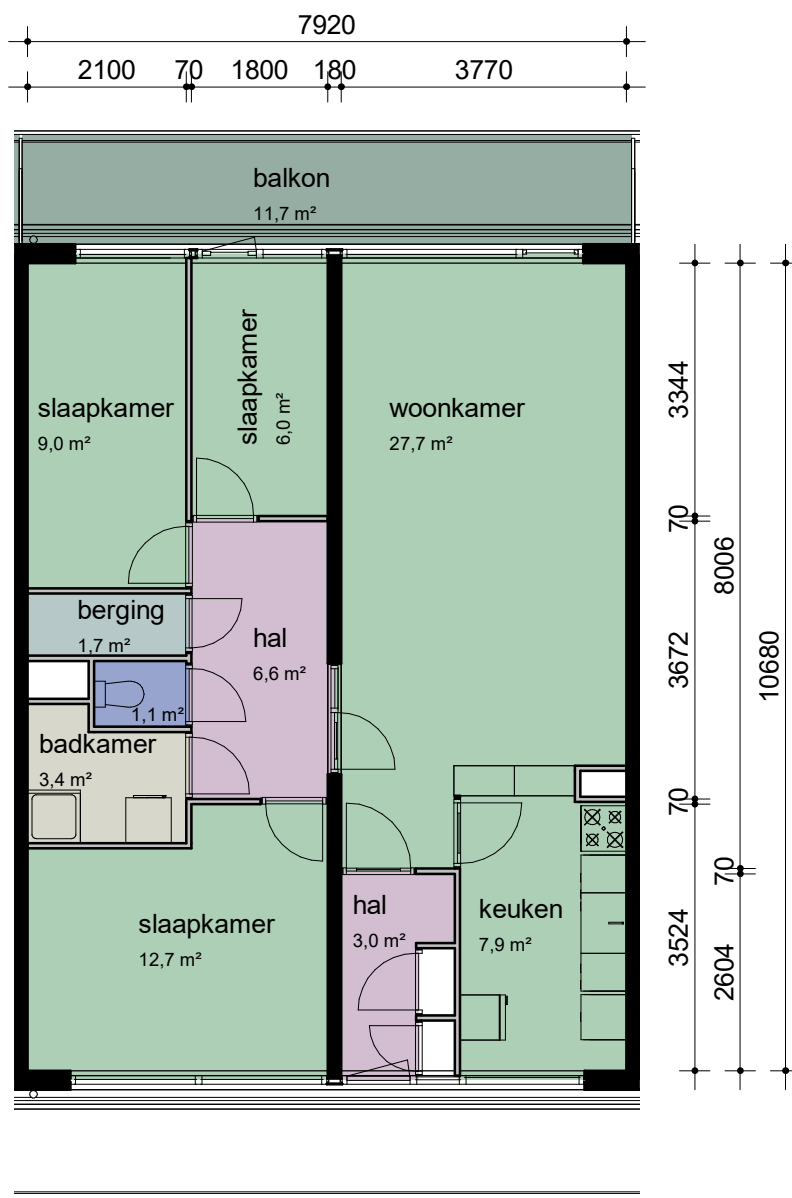 7920
2100 70 1800 180 3770
balkon
11,7 m²
slaapkamer
9,0 m²
slaapkamer
6,0 m²
woonkamer
27,7 m²
berging
1,7 m²
hal
6,6 m²
1,1 m²
badkamer
3,4 m²
slaapkamer
12,7 m²
hal
3,0 m²
keuken
7,9 m²
3344
70
3672
70
3524
8006
70
2604
10680